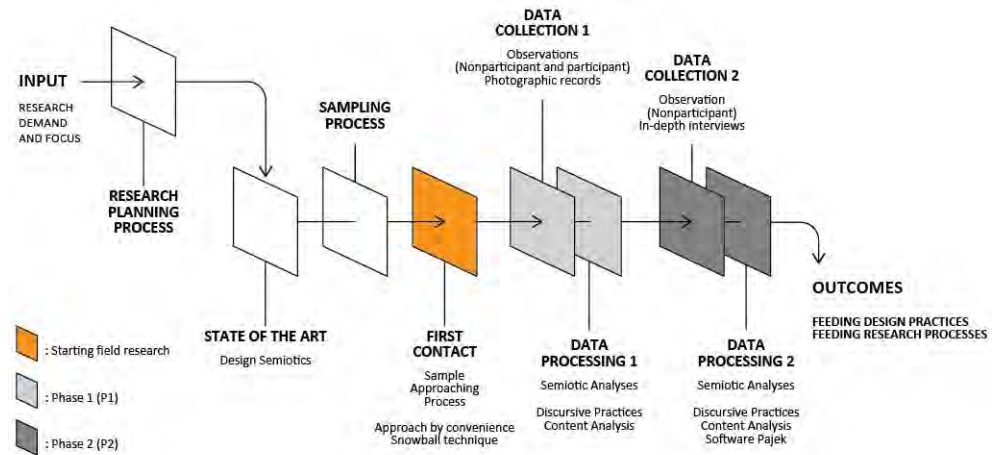 INPUT
RESEARCH
DEMAND
AND FOCUS
RESEARCH
PLANNING
PROCESS
STATE OF THE ART
Design Semiotics
SAMPLING
PROCESS
FIRST
CONTACT
Sample
Approaching
Process
Approach by convenience
Snowball technique
DATA
COLLECTION 1
Observations
(Nonparticipant and participant)
Photographic records
DATA
PROCESSING 1
Semiotic Analyses
Discursive Practices
Content Analysis
DATA
COLLECTION 2
Observation
(Nonparticipant)
In-depth interviews
DATA
PROCESSING 2
Semiotic Analyses
Discursive Practices
Content Analysis
Software Pajek
OUTCOMES
FEEDING DESIGN PRACTICES
FEEDING RESEARCH PROCESSES
: Starting field research
: Phase 1 (P1)
: Phase 2 (P2)